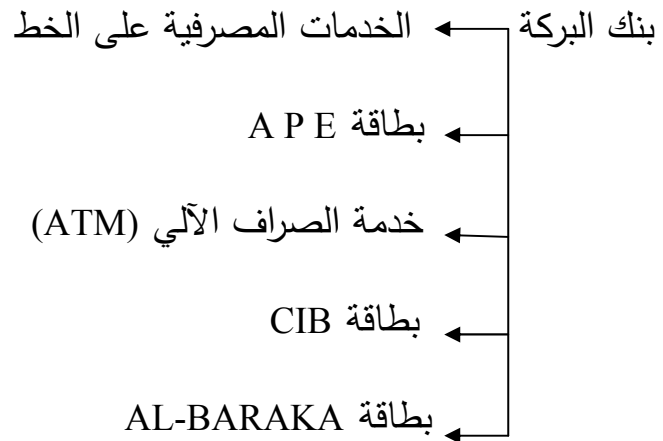 بنك البركة الخدمات المصرفية على الخط
بطاقة A P E
خدمة الصراف الآلي (ATM)
بطاقة CIB
بطاقة AL-BARAKA